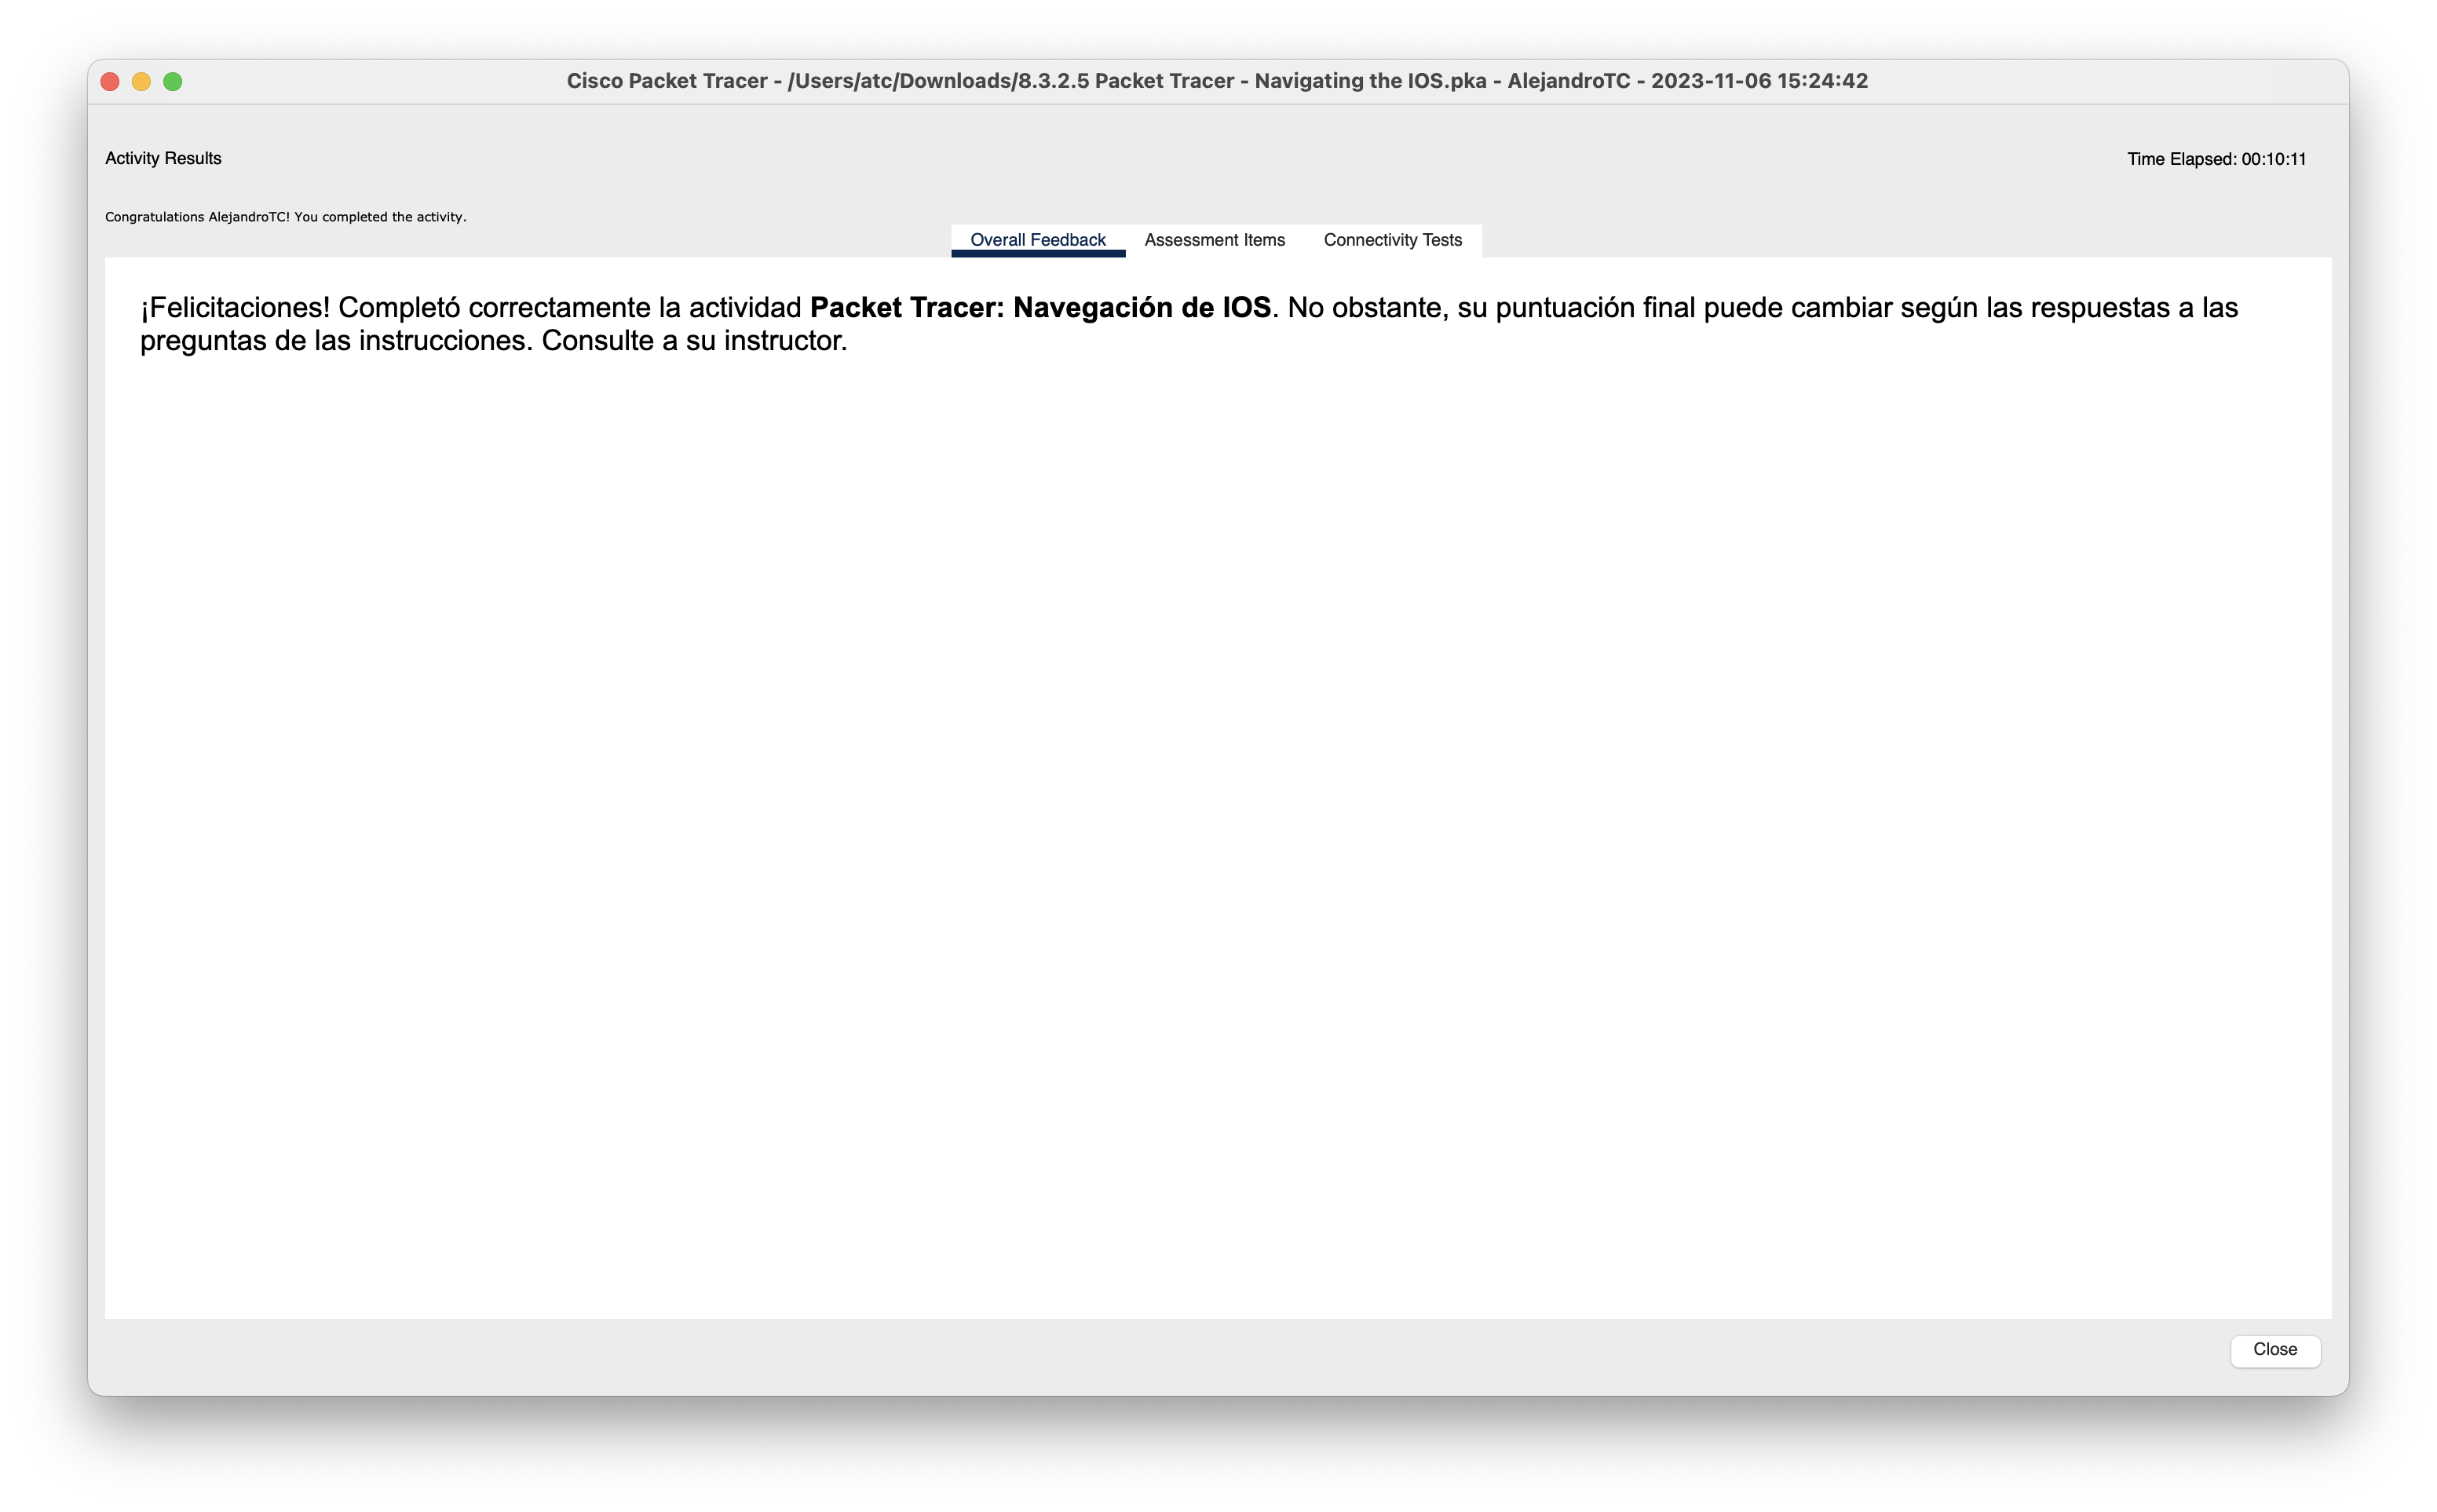 Cisco Packet Tracer - /Users/atc/Downloads/8.3.2.5 Packet Tracer - Navigating the IOS.pka - AlejandroTC - 2023-11-06 15:24:42
Activity Results
Time Elapsed: 00:10:11
Congratulations AlejandroTC! You completed the activity.
Overall Feedback
Assessment Items
Connectivity Tests
¡Felicitaciones! Completó correctamente la actividad Packet Tracer: Navegación de IOS. No obstante, su puntuación final puede cambiar según las respuestas a las
preguntas de las instrucciones. Consulte a su instructor.
Close